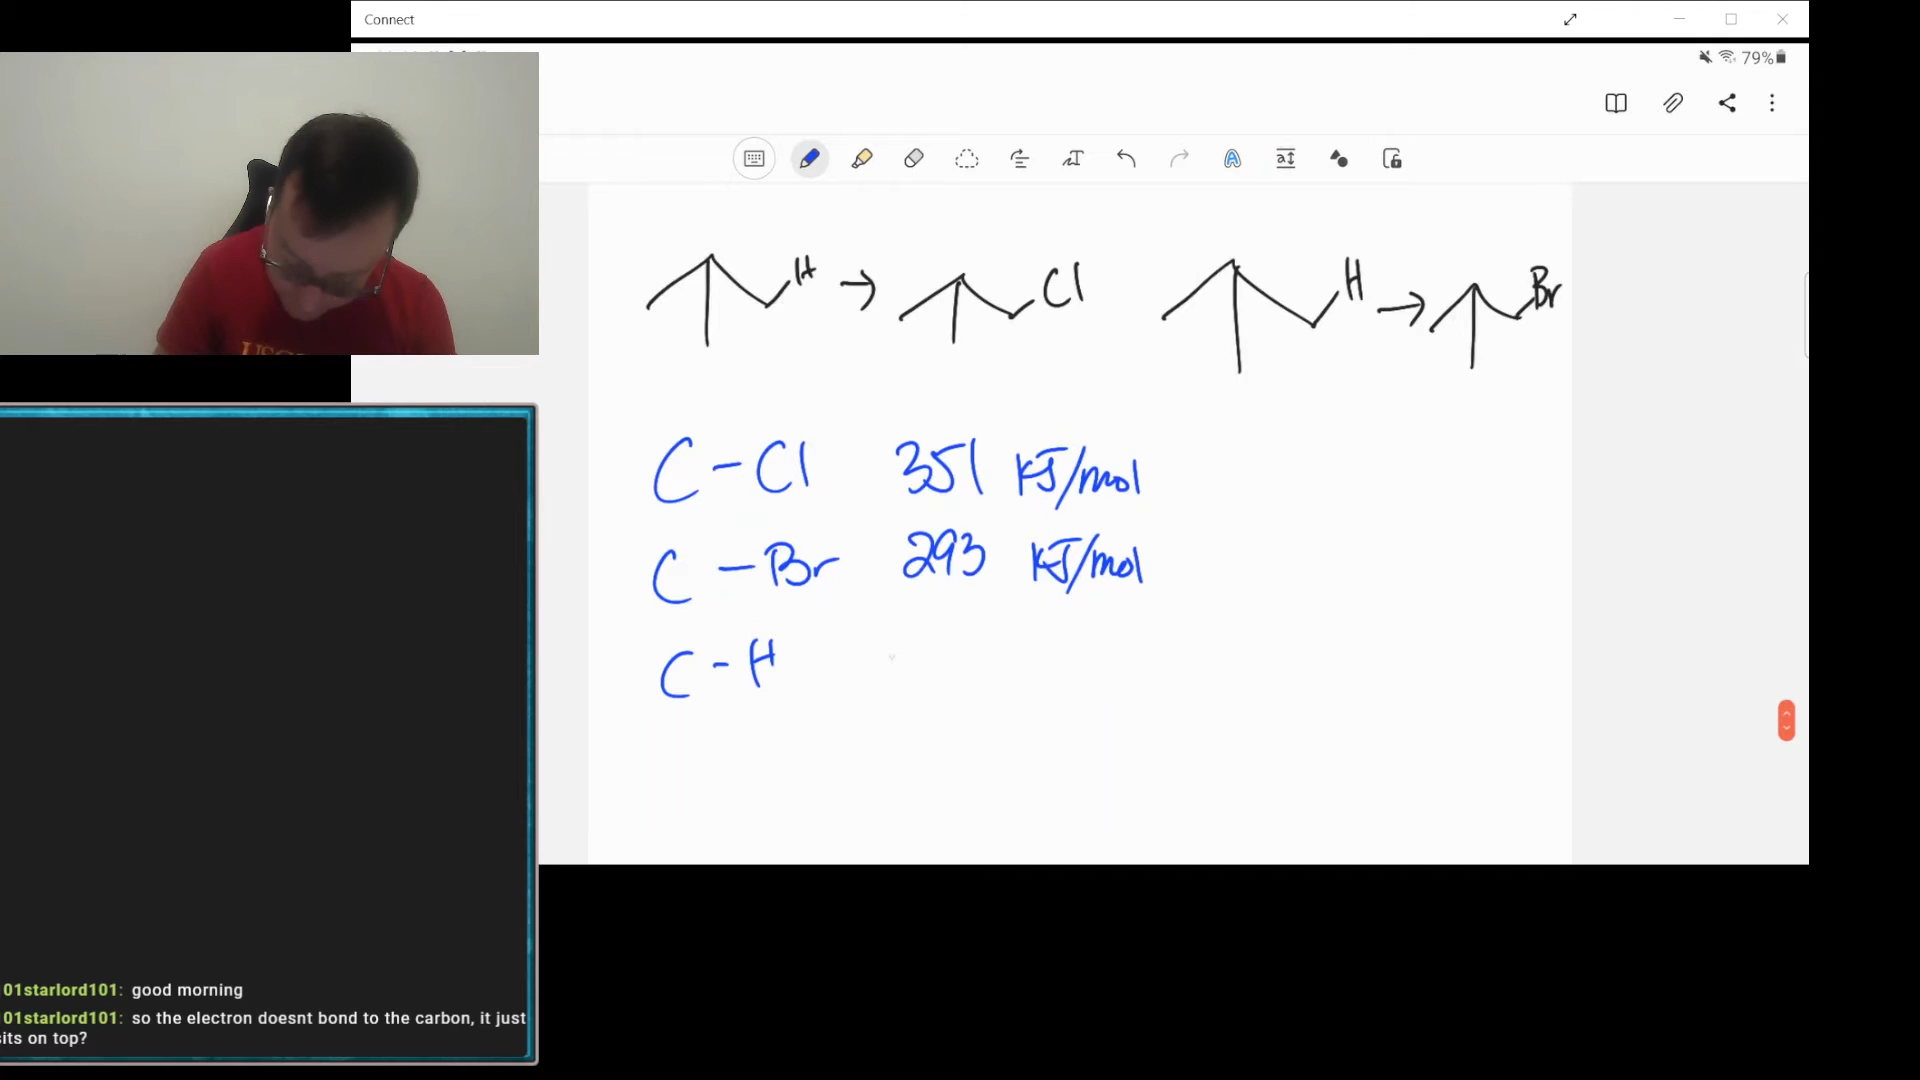 Connect
79%
H → Cl H → Br
C - Cl 351 KJ/mol
C - Br 293 KJ/mol
C - H
01starlord101: good morning
01starlord101: so the electron doesnt bond to the carbon, it just
sits on top?